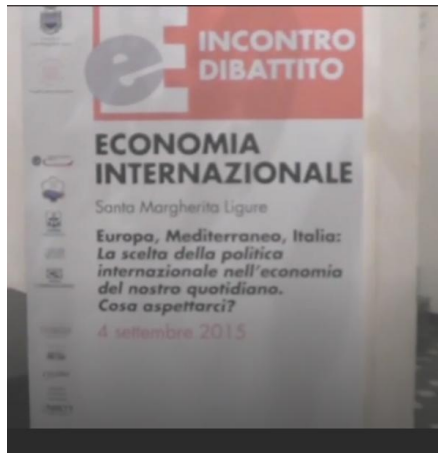 INCONTRO
DIBATTITO
ECONOMIA
INTERNAZIONALE
Santa Margherita Ligure
Europa, Mediterraneo, Italia:
La scelta della politica
internazionale nell'economia
del nostro quotidiano.
Cosa aspettarci?
4 settembre 2015